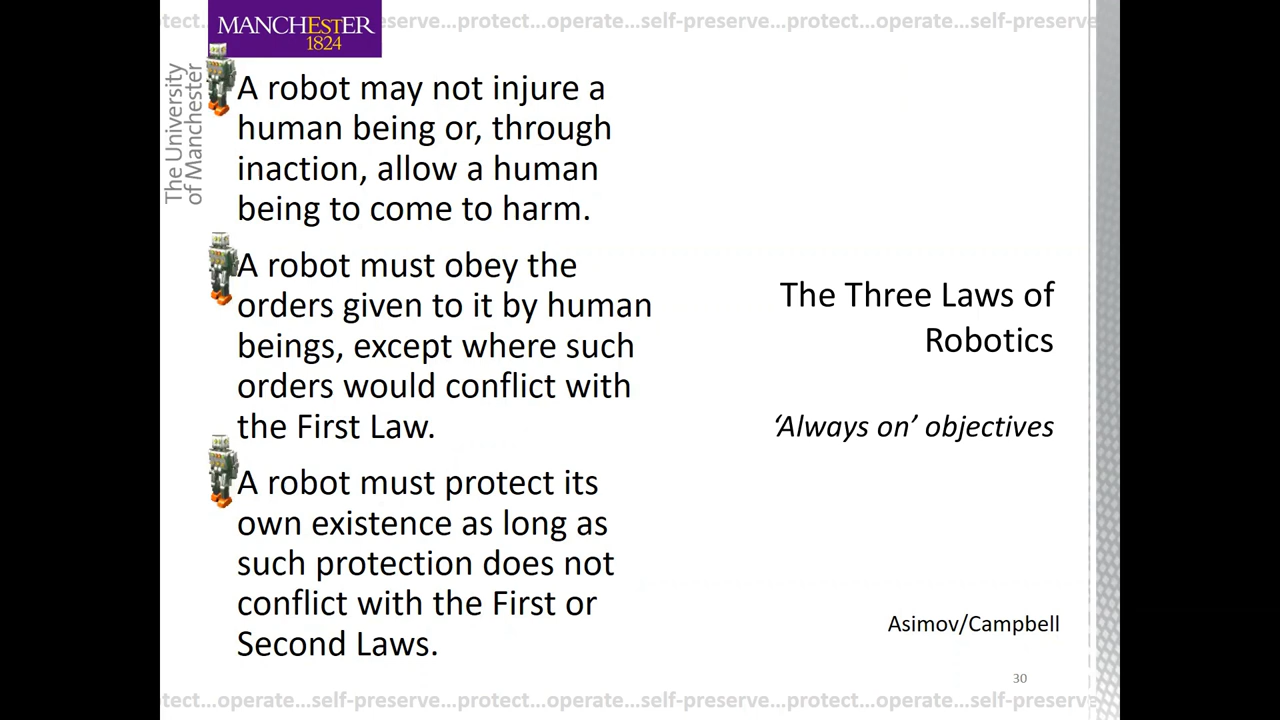 ...protect...operate...self-preserve...protect...operate...self-preserve
MANCHESTER
1824
The University
of Manchester
A robot may not injure a
human being or, through
inaction, allow a human
being to come to harm.
A robot must obey the
orders given to it by human
beings, except where such
orders would conflict with
the First Law.
A robot must protect its
own existence as long as
such protection does not
conflict with the First or
Second Laws.
The Three Laws of
Robotics
‘Always on’ objectives
Asimov/Campbell
30
tect...operate...self-preserve...protect...operate...self-preserve...protect...operate...self-preserve